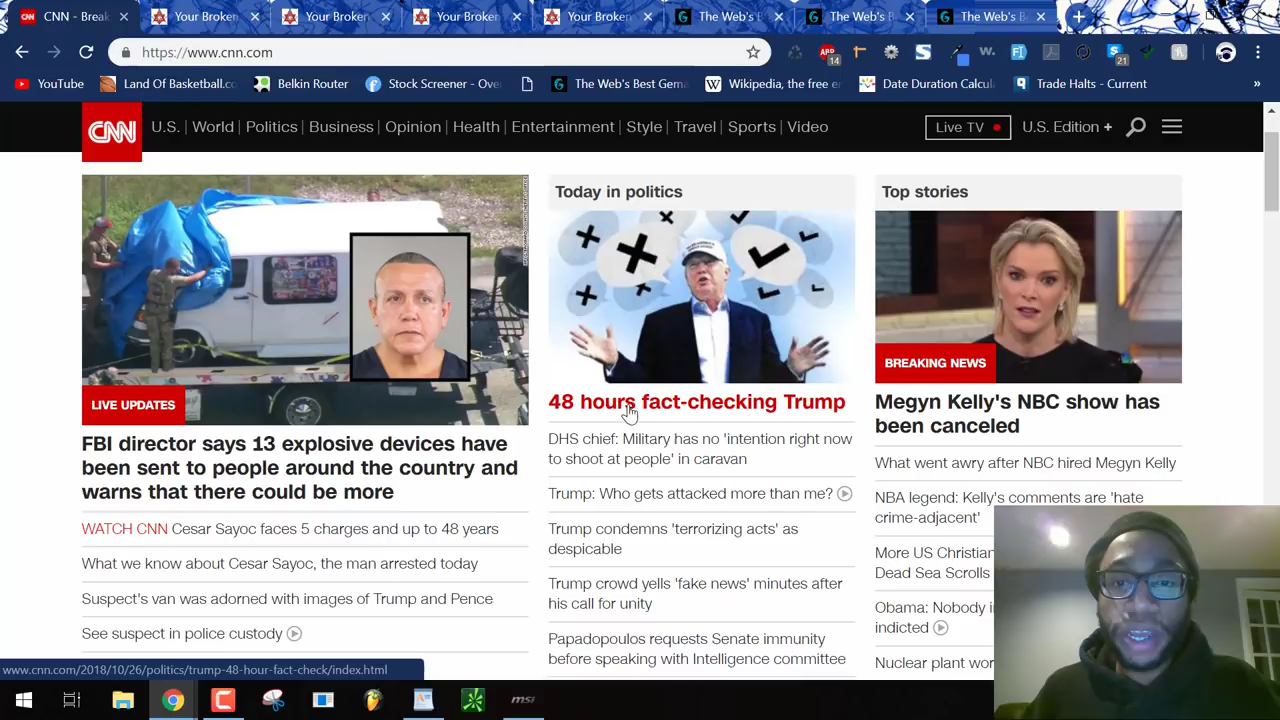 CNN - Break
Your Broken
Your Broken
Your Broken
Your Broken
The Web's B
The Web's B
The Web's B
https://www.cnn.com
ABP
14
W.
21
YouTube
Land Of Basketball.co
Belkin Router
Stock Screener - Over
The Web's Best Gema
Wikipedia, the free e
Date Duration Calcul
Trade Halts - Current
»
CNN
U.S. | World | Politics | Business | Opinion | Health | Entertainment | Style | Travel | Sports | Video
Live TV
U.S. Edition +
LIVE UPDATES
FBI director says 13 explosive devices have
been sent to people around the country and
warns that there could be more
WATCH CNN Cesar Sayoc faces 5 charges and up to 48 years
What we know about Cesar Sayoc, the man arrested today
Suspect's van was adorned with images of Trump and Pence
See suspect in police custody
Today in politics
48 hours fact-checking Trump
DHS chief: Military has no 'intention right now
to shoot at people' in caravan
Trump: Who gets attacked more than me?
Trump condemns 'terrorizing acts' as
despicable
Trump crowd yells 'fake news' minutes after
his call for unity
Papadopoulos requests Senate immunity
before speaking with Intelligence committee
Top stories
BREAKING NEWS
Megyn Kelly's NBC show has
been canceled
What went awry after NBC hired Megyn Kelly
NBA legend: Kelly's comments are 'hate
crime-adjacent'
More US Christian
Dead Sea Scrolls
Obama: Nobody i
indicted
Nuclear plant wor
www.cnn.com/2018/10/26/politics/trump-48-hour-fact-check/index.html
msi